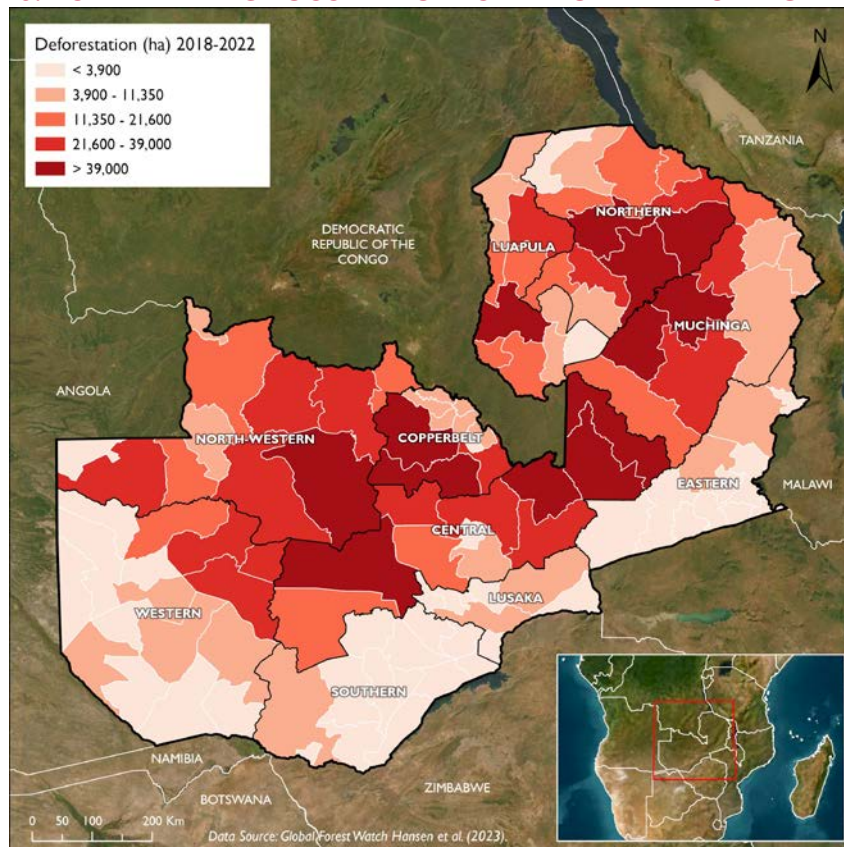 Deforestation (ha) 2018-2022
< 3,900
3,900 - 11,350
11,350 - 21,600
21,600 - 39,000
> 39,000
N
TANZANIA
DEMOCRATIC
REPUBLIC OF THE
CONGO
NORTHERN
LUAPULA
MUCHINGA
ANGOLA
NORTH-WESTERN
COPPERBELT
EASTERN
MALAWI
CENTRAL
WESTERN
LUSAKA
SOUTHERN
NAMIBIA
ZIMBABWE
BOTSWANA
0 50 100 200 Km
Data Source: Global Forest Watch Hansen et al. (2023).